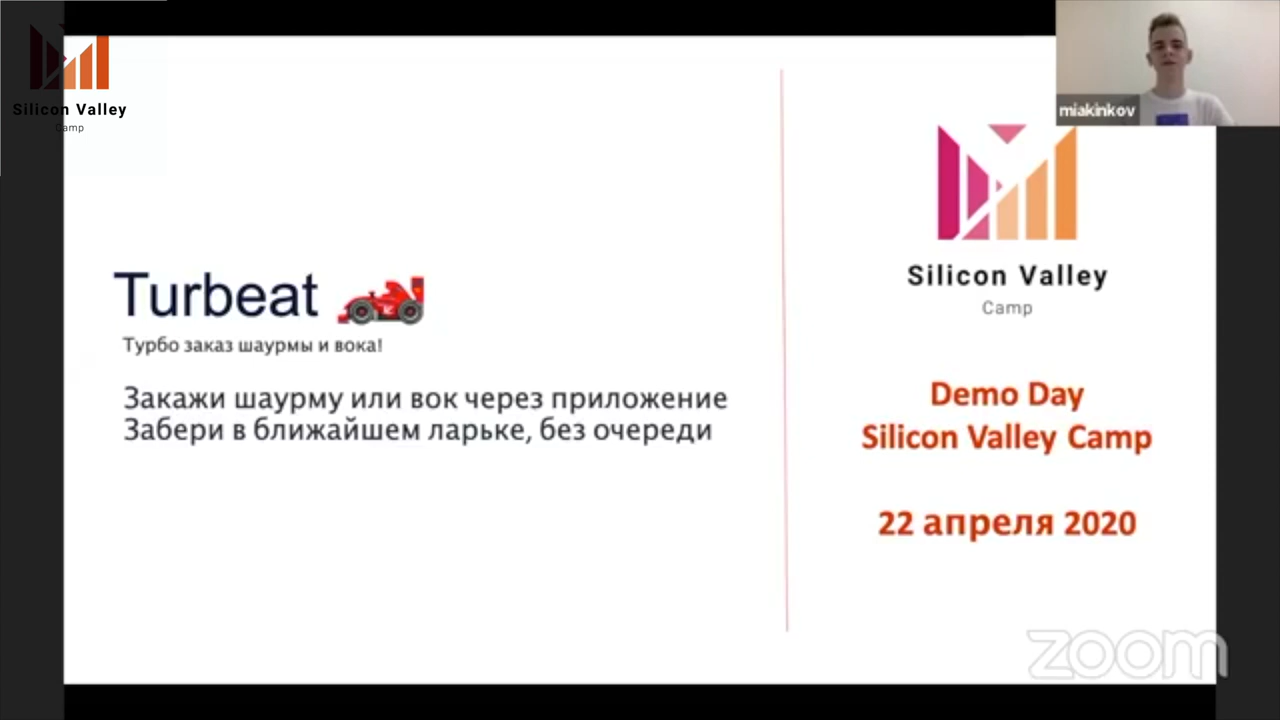 Silicon Valley
Camp
miakinkov
Turbeat
Турбо заказ шаурмы и вока!
Закажи шаурму или вок через приложение
Забери в ближайшем ларьке, без очереди
Silicon Valley
Camp
Demo Day
Silicon Valley Camp
22 апреля 2020
zoom